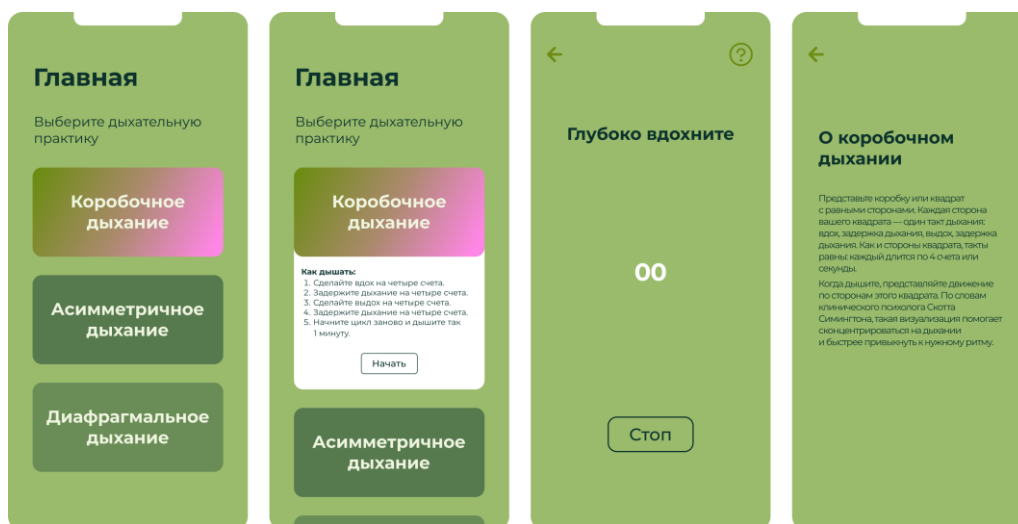 Главная
Выберите дыхательную
практику
Коробочное
дыхание
Асимметричное
дыхание
Диафрагмальное
дыхание
Главная
Выберите дыхательную
практику
Коробочное
дыхание
Как дышать:
1. Сделайте вдох на четыре счета.
2. Задержите дыхание на четыре счета.
3. Сделайте выдох на четыре счета.
4. Задержите дыхание на четыре счета.
5. Начните цикл заново и дышите так
1 минуту.
Начать
Асимметричное
дыхание
?
Глубоко вдохните
00
Стоп
О коробочном
дыхании
Представьте коробку или квадрат
с равными сторонами. Каждая сторона
вашего квадрата — один такт дыхания:
вдох, задержка дыхания, выдох, задержка
дыхания. Как и стороны квадрата, такты
равны: каждый длится по 4 счета или
секунды.
Когда дышите, представляйте движение
по сторонам этого квадрата. По словам
клинического психолога Скотта
Симингтона, такая визуализация помогает
сконцентрироваться на дыхании
и быстрее привыкнуть к нужному ритму.